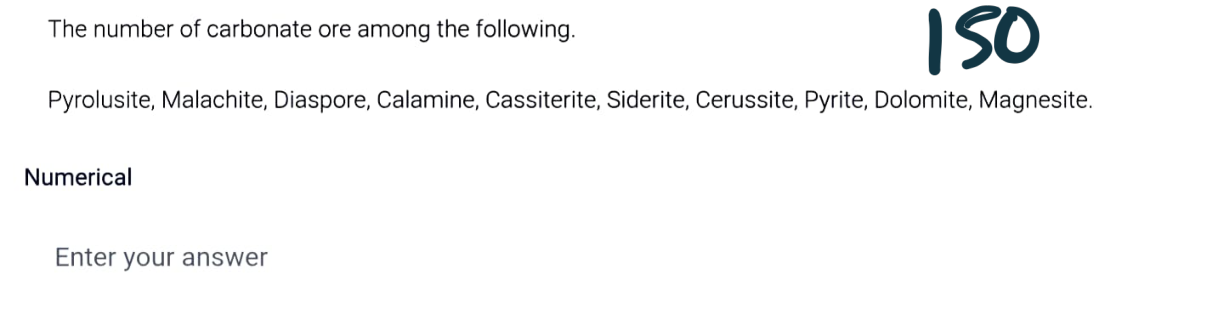 The number of carbonate ore among the following.
150
Pyrolusite, Malachite, Diaspore, Calamine, Cassiterite, Siderite, Cerussite, Pyrite, Dolomite, Magnesite.
Numerical
Enter your answer